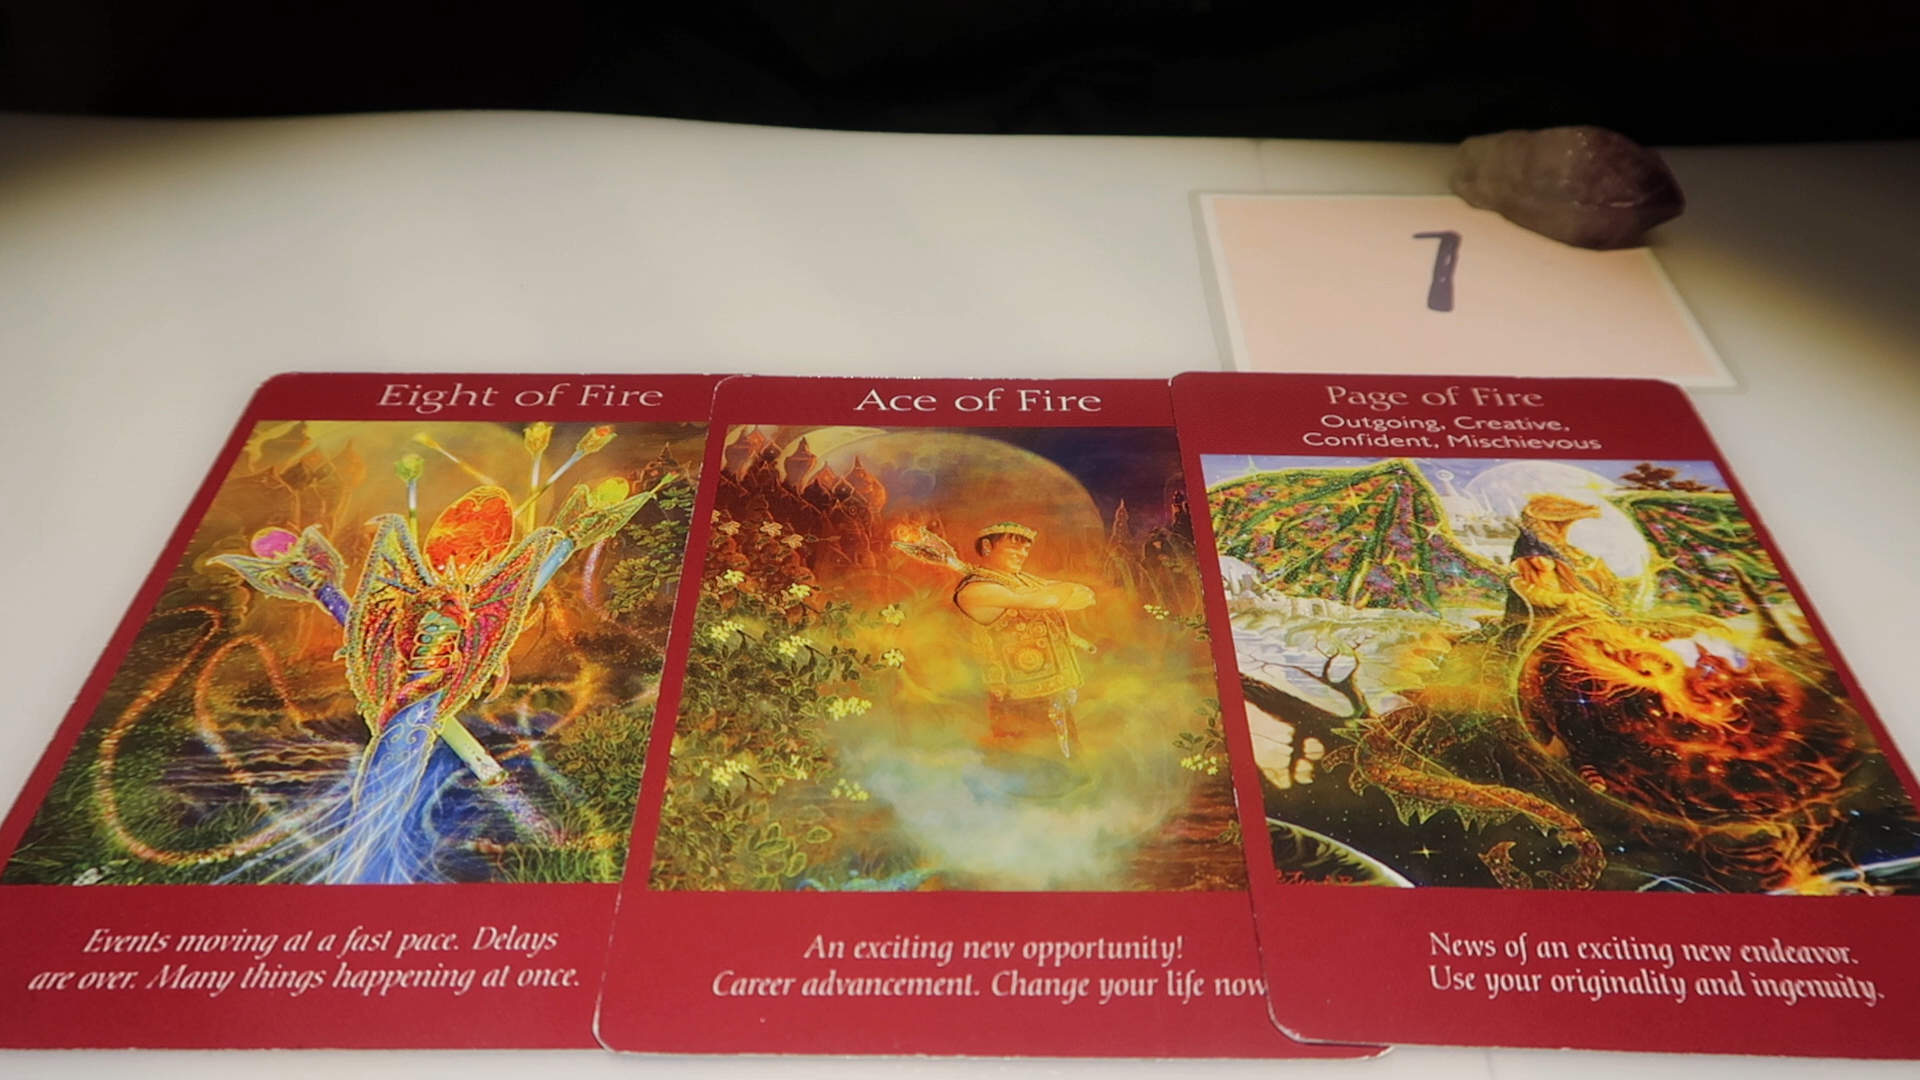 1
Eight of Fire
Events moving at a fast pace. Delays
are over. Many things happening at once.
Ace of Fire
An exciting new opportunity!
Career advancement. Change your life now
Page of Fire
Outgoing, Creative,
Confident, Mischievous
News of an exciting new endeavor.
Use your originality and ingenuity.